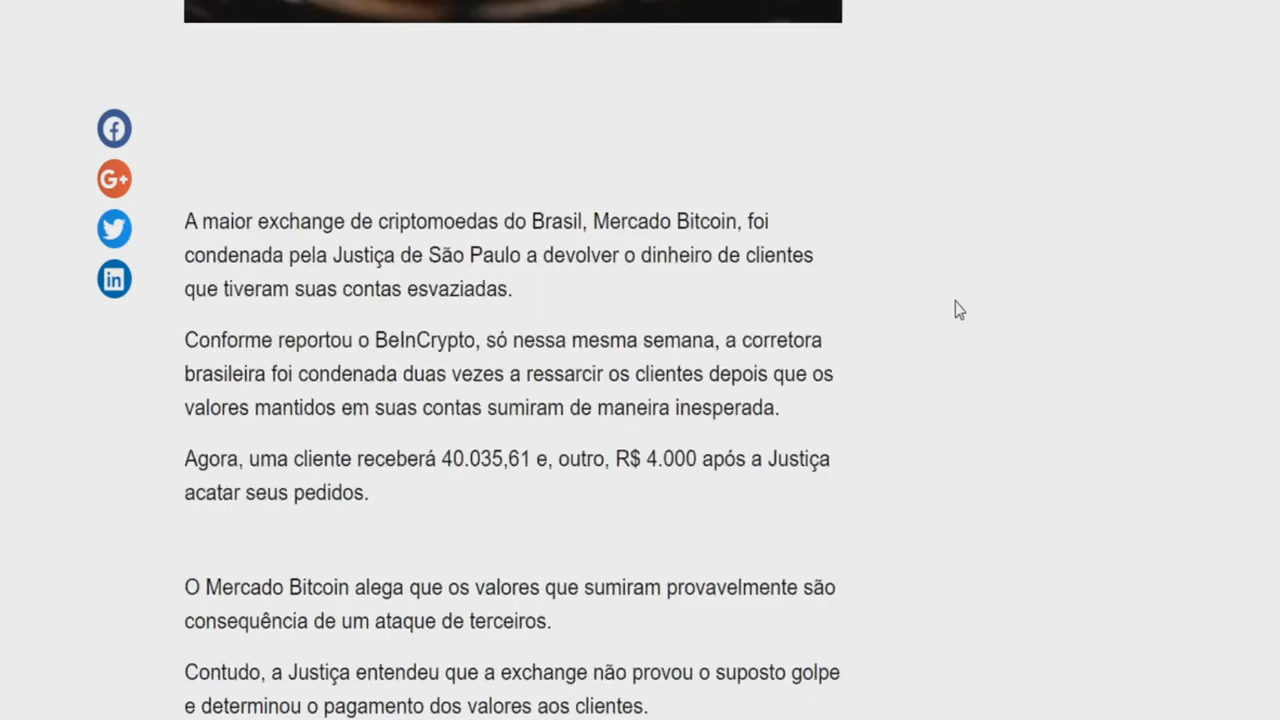 A maior exchange de criptomoedas do Brasil, Mercado Bitcoin, foi
condenada pela Justiça de São Paulo a devolver o dinheiro de clientes
que tiveram suas contas esvaziadas.
Conforme reportou o BeInCrypto, só nessa mesma semana, a corretora
brasileira foi condenada duas vezes a ressarcir os clientes depois que os
valores mantidos em suas contas sumiram de maneira inesperada.
Agora, uma cliente receberá 40.035,61 e, outro, R$ 4.000 após a Justiça
acatar seus pedidos.
O Mercado Bitcoin alega que os valores que sumiram provavelmente são
consequência de um ataque de terceiros.
Contudo, a Justiça entendeu que a exchange não provou o suposto golpe
e determinou o pagamento dos valores aos clientes.